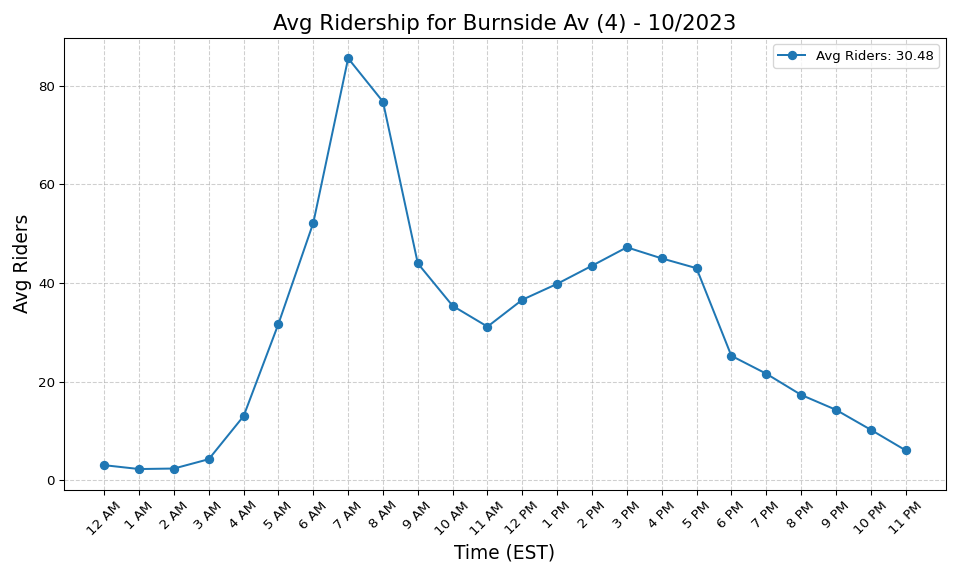 Avg Ridership for Burnside Av (4) - 10/2023
Avg Riders: 30.48
Avg Riders
80
60
40
20
0
12 AM 1 AM 2 AM 3 AM 4 AM 5 AM 6 AM 7 AM 8 AM 9 AM 10 AM 11 AM 12 PM 1 PM 2 PM 3 PM 4 PM 5 PM 6 PM 7 PM 8 PM 9 PM 10 PM 11 PM
Time (EST)